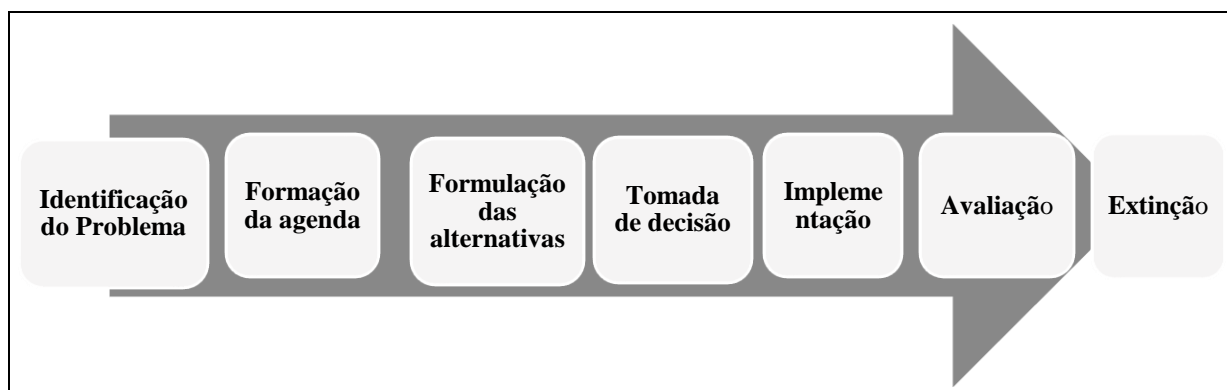 Identificação
do Problema
Formação
da agenda
Formulação
das
alternativas
Tomada
de decisão
Impleme
ntação
Avaliação
Extinção